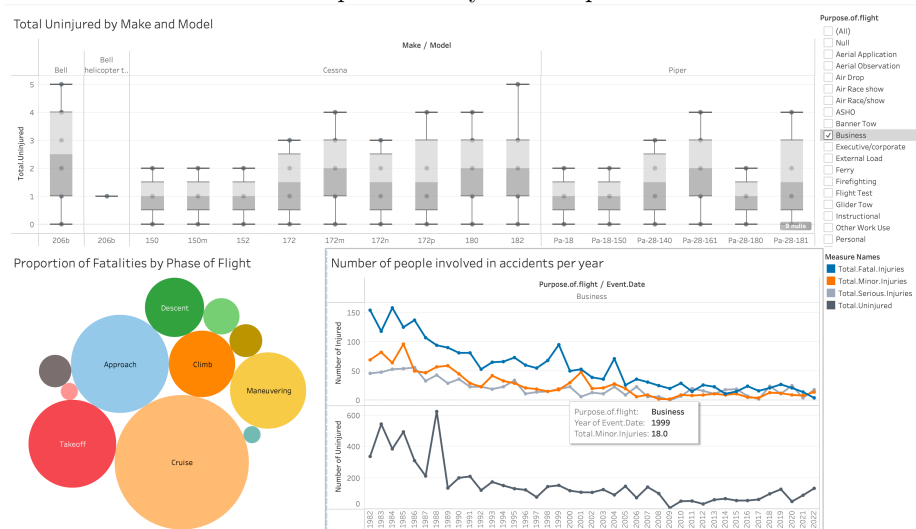 Total Uninjured by Make and Model
Make / Model
Bell
Bell
helicopter t..
Cessna
Piper
Total.Uninjured
5
4
3
2
1
0
206b
206b
150
150m
152
172
172m
172n
172p
180
182
Pa-18
Pa-18-150
Pa-28-140
Pa-28-161
Pa-28-180
Pa-28-181
9 nulls
Purpose.of.flight
(All)
Null
Aerial Application
Aerial Observation
Air Drop
Air Race show
Air Race/show
ASHO
Banner Tow
Business
Executive/corporate
External Load
Ferry
Firefighting
Flight Test
Glider Tow
Instructional
Other Work Use
Personal
Measure Names
Total.Fatal.Injuries
Total.Minor.Injuries
Total.Serious.Injuries
Total.Uninjured
Proportion of Fatalities by Phase of Flight
Descent
Approach
Climb
Maneuvering
Takeoff
Cruise
Number of people involved in accidents per year
Purpose.of.flight / Event.Date
Business
Number of Injured
150
100
50
0
Purpose.of.flight: Business
Year of Event.Date: 1999
Total.Minor.Injuries: 18.0
Number of Uninjured
600
400
200
0
1982
1983
1984
1985
1986
1987
1988
1989
1990
1991
1992
1993
1994
1995
1996
1997
1998
1999
2000
2001
2002
2003
2004
2005
2006
2007
2008
2009
2010
2011
2012
2013
2014
2015
2016
2017
2018
2019
2020
2021
2022